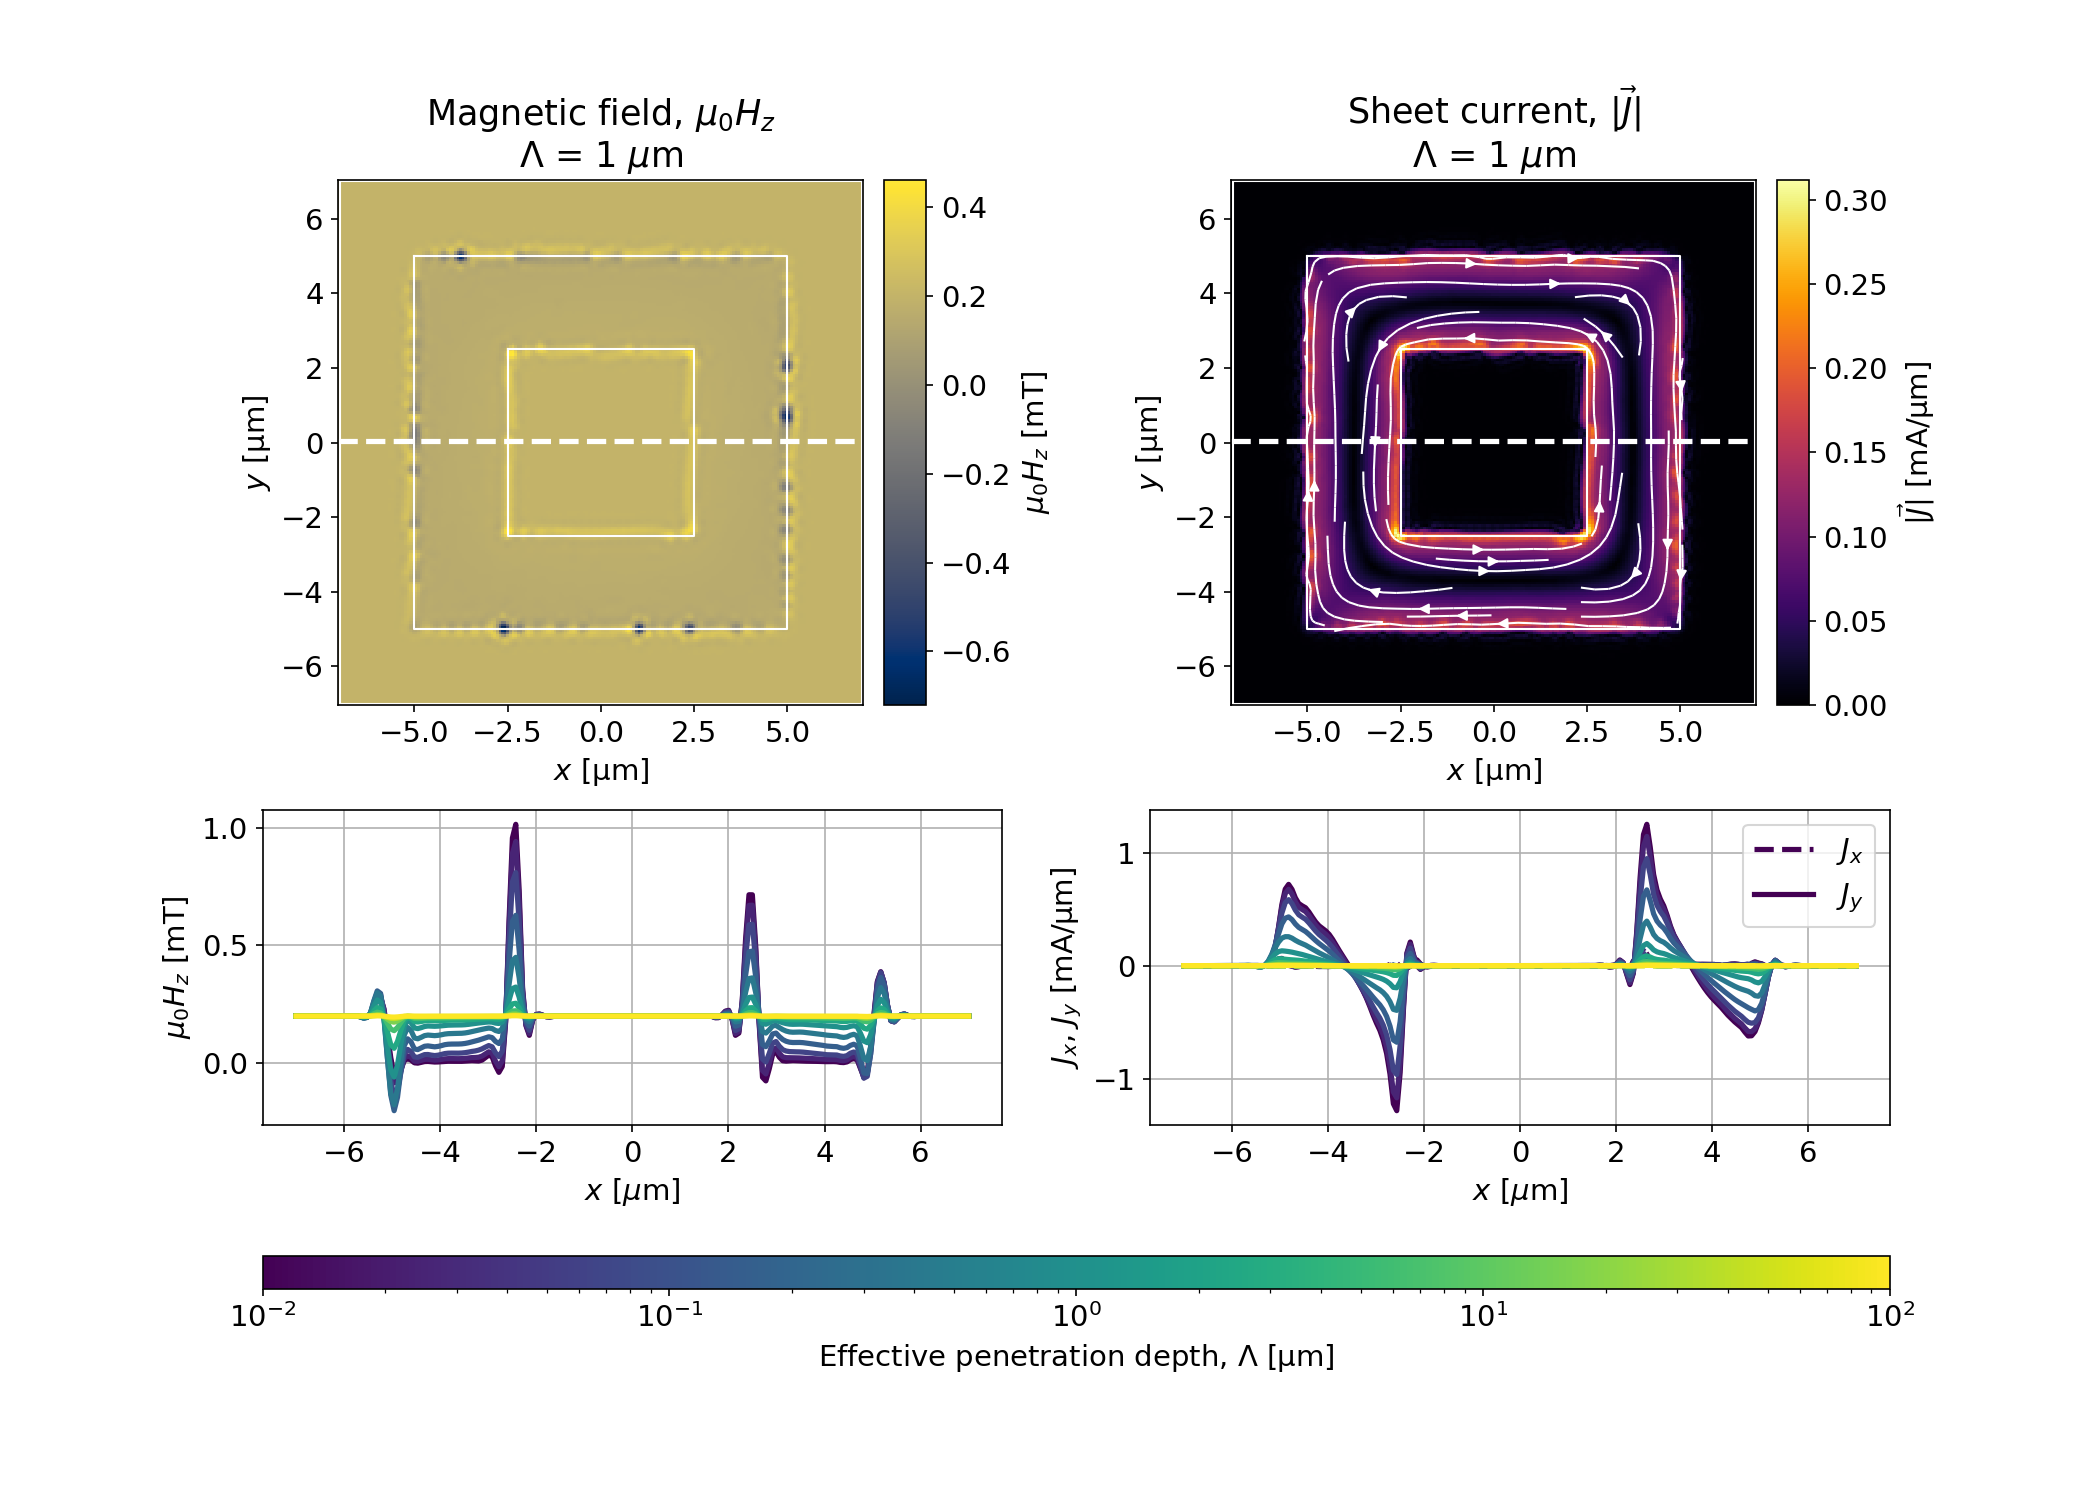 Magnetic field, μ₀H_z
Λ = 1 μm
6
4
2
0
−2
−4
−6
y [µm]
−5.0 −2.5 0.0 2.5 5.0
x [µm]
0.4
0.2
0.0
−0.2
−0.4
−0.6
μ₀H_z [mT]
Sheet current, |J⃗|
Λ = 1 μm
6
4
2
0
−2
−4
−6
y [µm]
−5.0 −2.5 0.0 2.5 5.0
x [µm]
0.30
0.25
0.20
0.15
0.10
0.05
0.00
|J⃗| [mA/µm]
1.0
0.5
0.0
μ₀H_z [mT]
−6 −4 −2 0 2 4 6
x [μm]
1
0
−1
J_x, J_y [mA/µm]
J_x
J_y
−6 −4 −2 0 2 4 6
x [μm]
10⁻² 10⁻¹ 10⁰ 10¹ 10²
Effective penetration depth, Λ [µm]